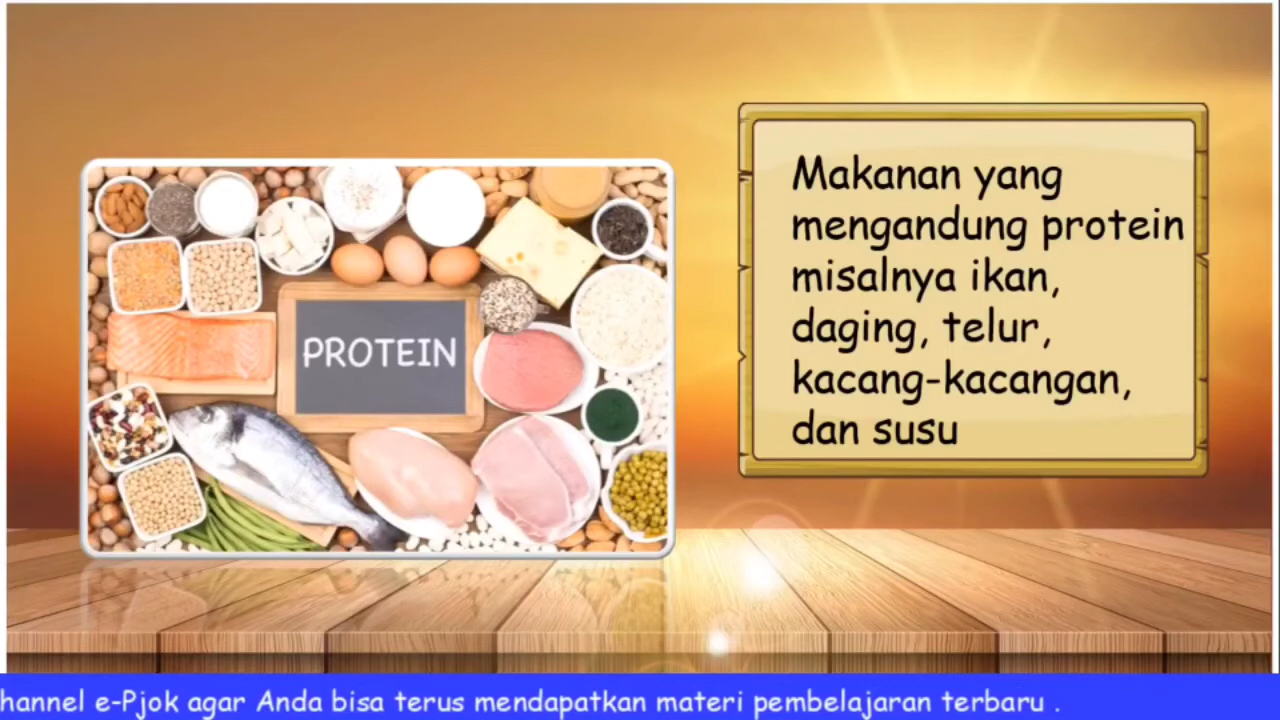 PROTEIN
Makanan yang
mengandung protein
misalnya ikan,
daging, telur,
kacang-kacangan,
dan susu
hannel e-Pjok agar Anda bisa terus mendapatkan materi pembelajaran terbaru .